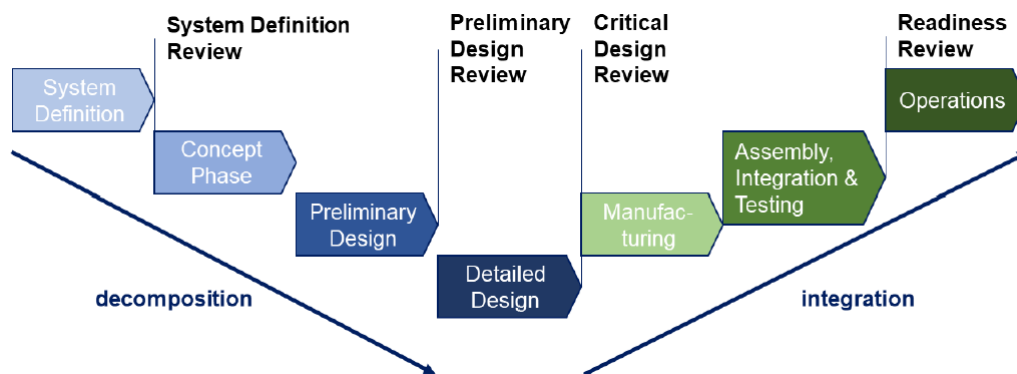 System Definition
Review
Preliminary
Design
Review
Critical
Design
Review
Readiness
Review
System
Definition
Operations
Concept
Phase
Assembly,
Integration &
Testing
Preliminary
Design
Manufac-
turing
Detailed
Design
decomposition
integration